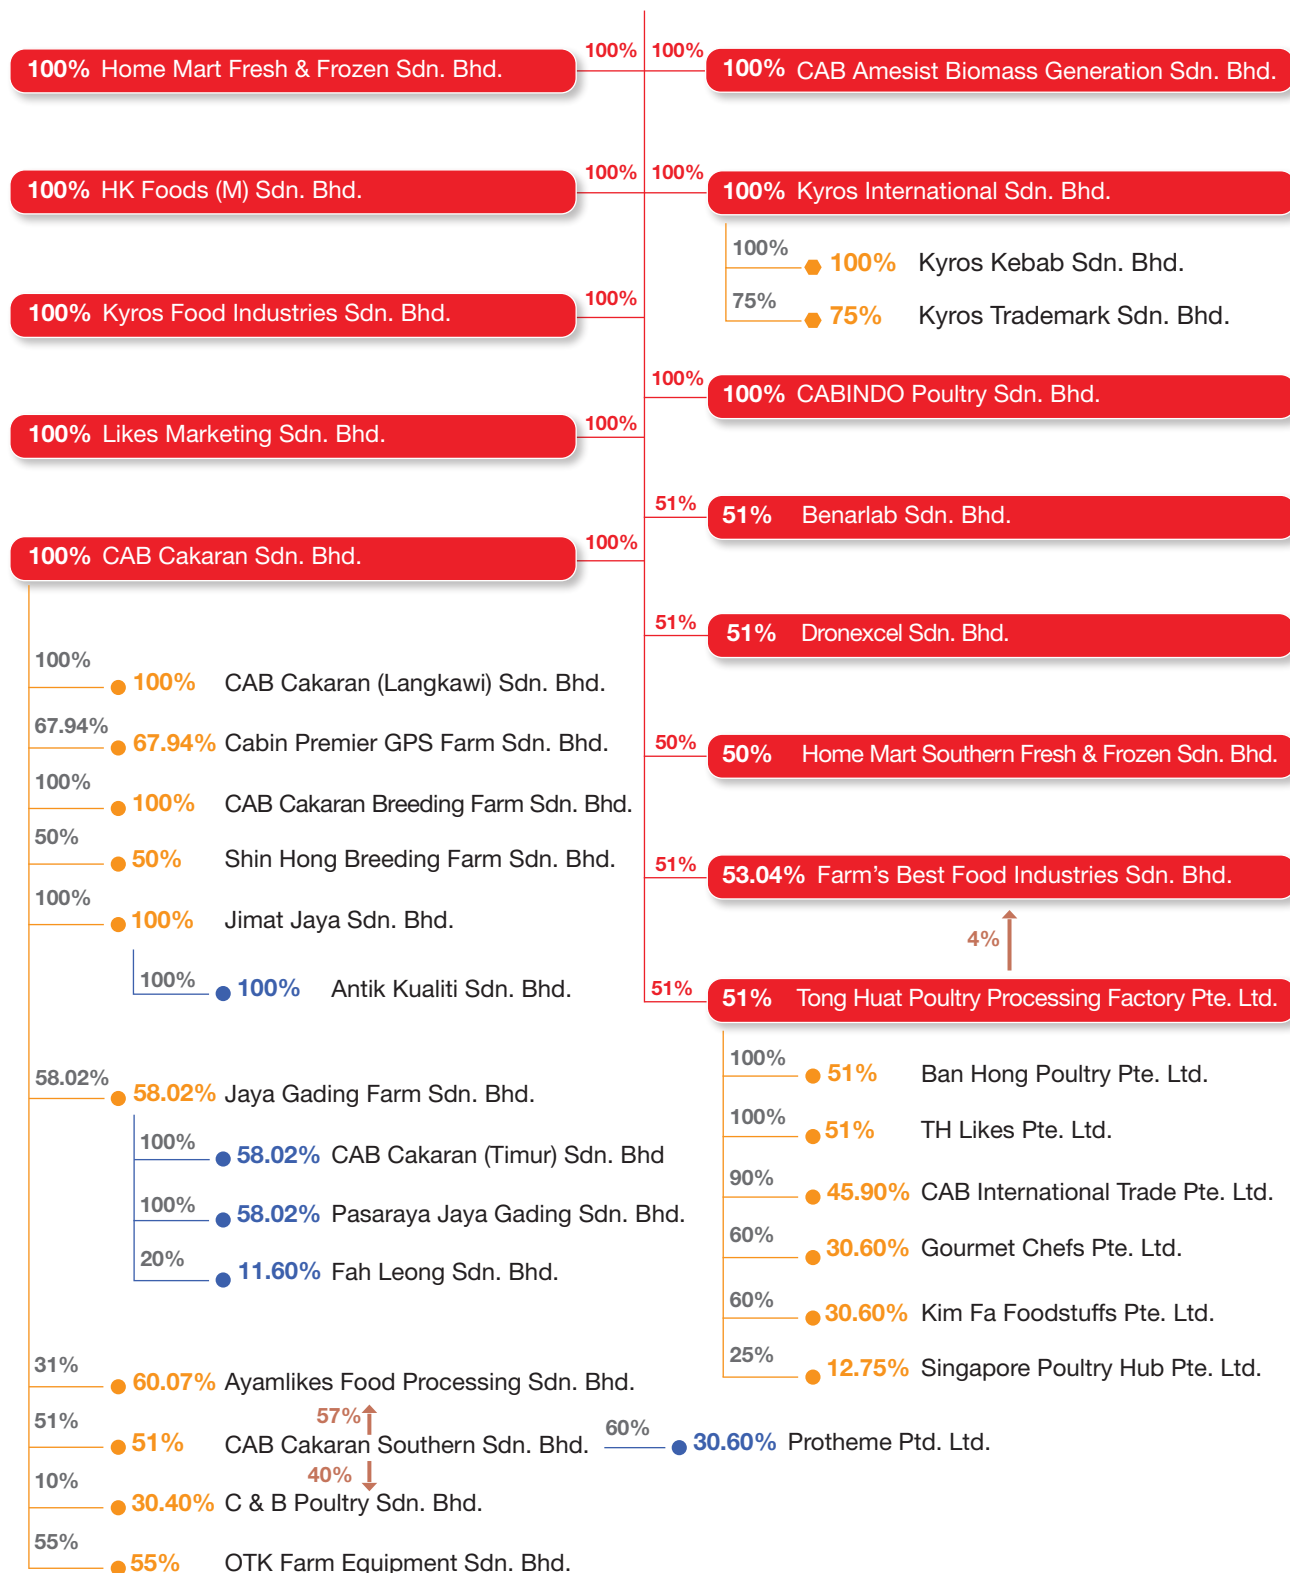 100% Home Mart Fresh & Frozen Sdn. Bhd.
100%
100% HK Foods (M) Sdn. Bhd.
100%
100% Kyros Food Industries Sdn. Bhd.
100%
100% Likes Marketing Sdn. Bhd.
100%
100% CAB Cakaran Sdn. Bhd.
100%
100%
100% CAB Cakaran (Langkawi) Sdn. Bhd.
67.94%
67.94% Cabin Premier GPS Farm Sdn. Bhd.
100%
100% CAB Cakaran Breeding Farm Sdn. Bhd.
50%
50% Shin Hong Breeding Farm Sdn. Bhd.
100%
100% Jimat Jaya Sdn. Bhd.
100%
100% Antik Kualiti Sdn. Bhd.
58.02%
58.02% Jaya Gading Farm Sdn. Bhd.
100%
58.02% CAB Cakaran (Timur) Sdn. Bhd
100%
58.02% Pasaraya Jaya Gading Sdn. Bhd.
20%
11.60% Fah Leong Sdn. Bhd.
31%
60.07% Ayamlikes Food Processing Sdn. Bhd.
57%
51%
51% CAB Cakaran Southern Sdn. Bhd.
60%
30.60% Protheme Ptd. Ltd.
40%
10%
30.40% C & B Poultry Sdn. Bhd.
55%
55% OTK Farm Equipment Sdn. Bhd.
100%
100% CAB Amesist Biomass Generation Sdn. Bhd.
100%
100% Kyros International Sdn. Bhd.
100%
100% Kyros Kebab Sdn. Bhd.
75%
75% Kyros Trademark Sdn. Bhd.
100%
100% CABINDO Poultry Sdn. Bhd.
51%
51% Benarlab Sdn. Bhd.
51%
51% Dronexcel Sdn. Bhd.
50%
50% Home Mart Southern Fresh & Frozen Sdn. Bhd.
51%
53.04% Farm's Best Food Industries Sdn. Bhd.
4%
51%
51% Tong Huat Poultry Processing Factory Pte. Ltd.
100%
51% Ban Hong Poultry Pte. Ltd.
100%
51% TH Likes Pte. Ltd.
90%
45.90% CAB International Trade Pte. Ltd.
60%
30.60% Gourmet Chefs Pte. Ltd.
60%
30.60% Kim Fa Foodstuffs Pte. Ltd.
25%
12.75% Singapore Poultry Hub Pte. Ltd.